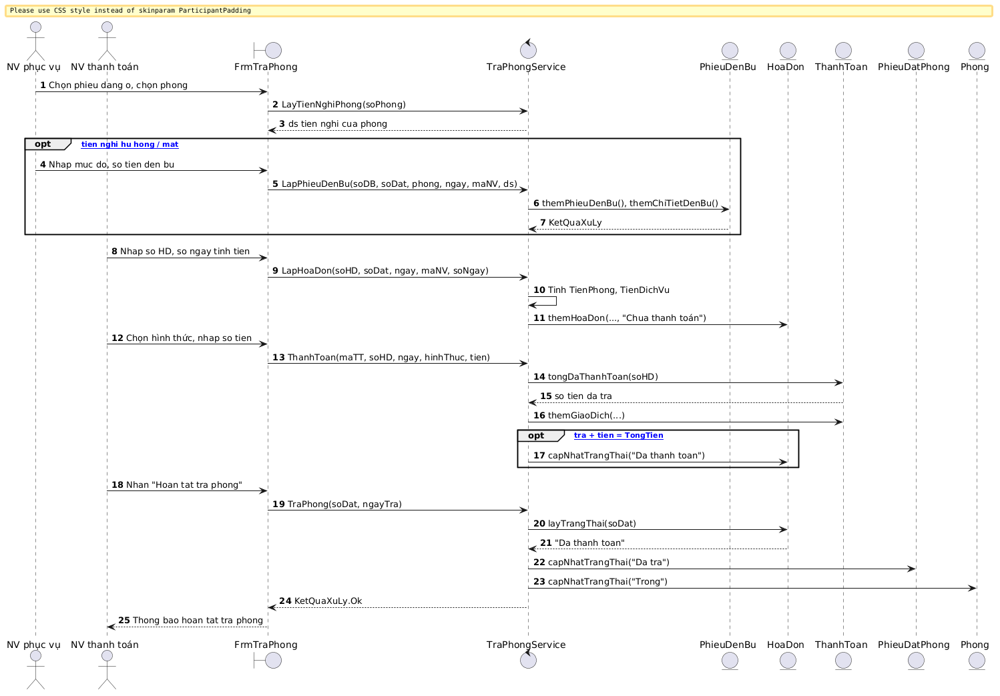 Please use CSS style instead of skinparam ParticipantPadding
NV phục vụ NV thanh toán FrmTraPhong TraPhongService PhieuDenBu HoaDon ThanhToan PhieuDatPhong Phong
1 Chọn phieu dang o, chọn phong
2 LayTienNghiPhong(soPhong)
3 ds tien nghi cua phong
opt tien nghi hu hong / mat
4 Nhap muc do, so tien den bu
5 LapPhieuDenBu(soDB, soDat, phong, ngay, maNV, ds)
6 themPhieuDenBu(), themChiTietDenBu()
7 KetQuaXuLy
8 Nhap so HD, so ngay tinh tien
9 LapHoaDon(soHD, soDat, ngay, maNV, soNgay)
10 Tinh TienPhong, TienDichVu
11 themHoaDon(..., "Chua thanh toán")
12 Chọn hình thức, nhap so tien
13 ThanhToan(maTT, soHD, ngay, hinhThuc, tien)
14 tongDaThanhToan(soHD)
15 so tien da tra
16 themGiaoDich(...)
opt tra + tien = TongTien
17 capNhatTrangThai("Da thanh toan")
18 Nhan "Hoan tat tra phong"
19 TraPhong(soDat, ngayTra)
20 layTrangThai(soDat)
21 "Da thanh toan"
22 capNhatTrangThai("Da tra")
23 capNhatTrangThai("Trong")
24 KetQuaXuLy.Ok
25 Thong bao hoan tat tra phong
NV phục vụ NV thanh toán FrmTraPhong TraPhongService PhieuDenBu HoaDon ThanhToan PhieuDatPhong Phong